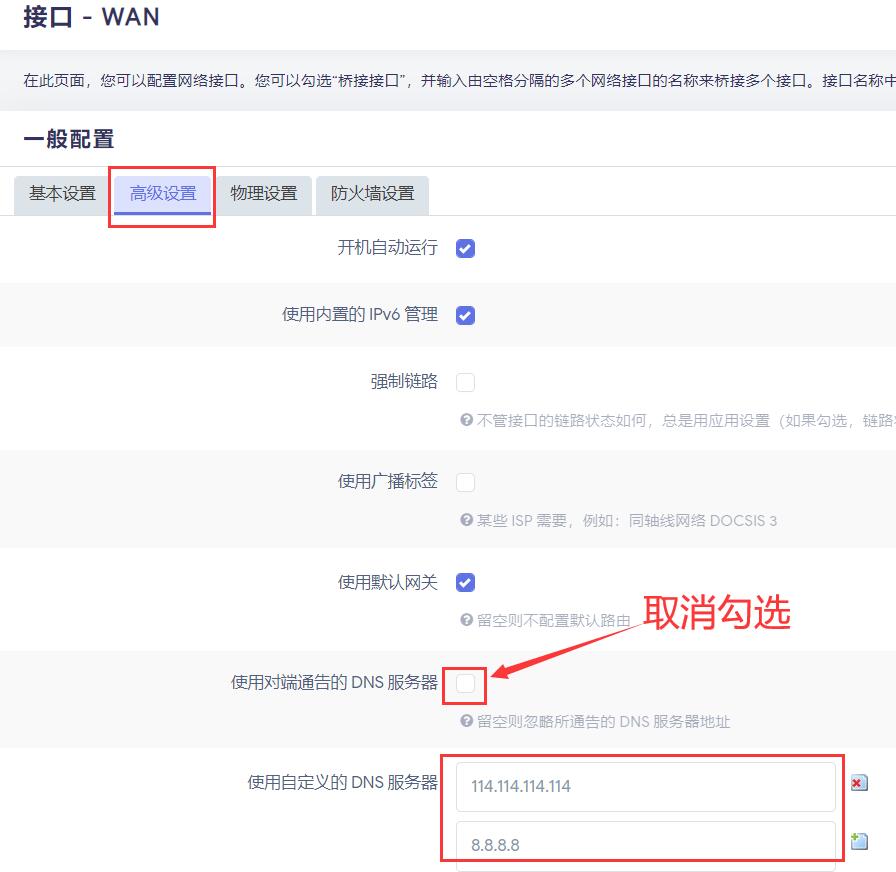 接口 - WAN
在此页面，您可以配置网络接口。您可以勾选“桥接接口”，并输入由空格分隔的多个网络接口的名称来桥接多个接口。接口名称中
一般配置
基本设置 高级设置 物理设置 防火墙设置
开机自动运行
使用内置的 IPv6 管理
强制链路
不管接口的链路状态如何，总是用应用设置（如果勾选，链路
使用广播标签
某些 ISP 需要，例如：同轴线网络 DOCSIS 3
使用默认网关
留空则不配置默认路由
取消勾选
使用对端通告的 DNS 服务器
留空则忽略所通告的 DNS 服务器地址
使用自定义的 DNS 服务器
114.114.114.114
8.8.8.8